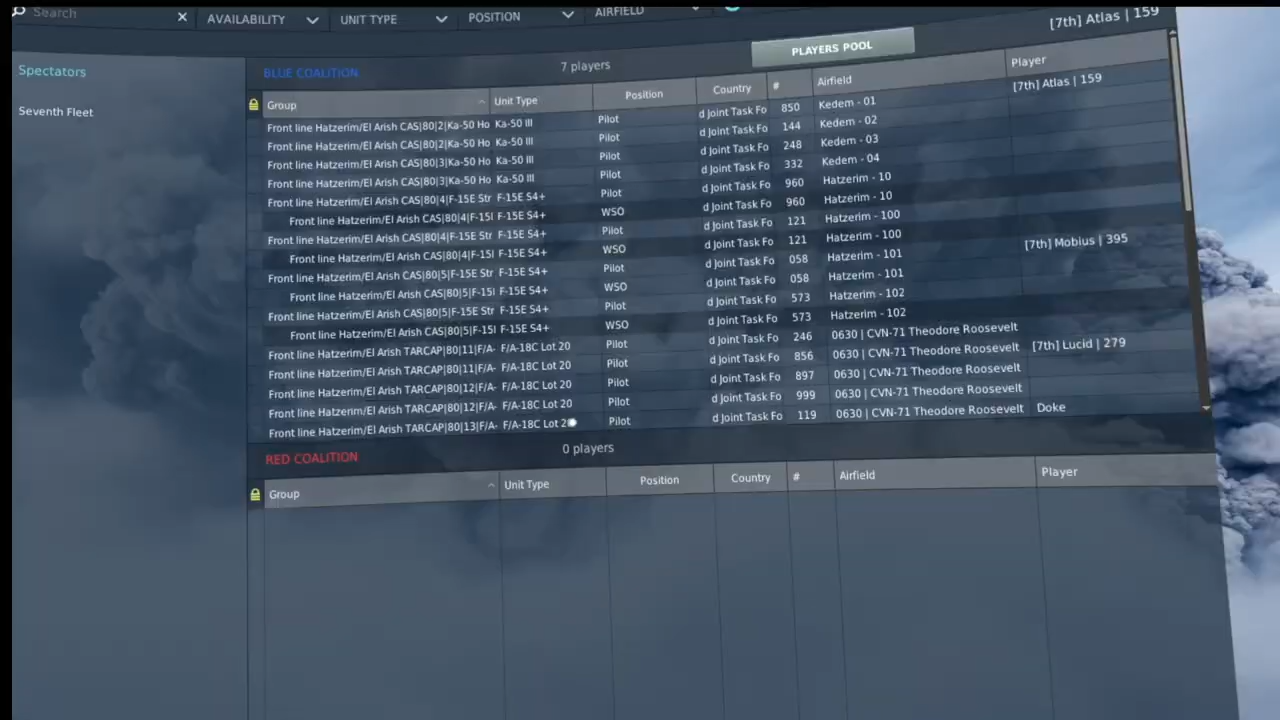 Search × AVAILABILITY UNIT TYPE POSITION AIRFIELD
[7th] Atlas | 159
Spectators
Seventh Fleet
BLUE COALITION 7 players PLAYERS POOL
Group Unit Type Position Country # Airfield Player
Front line Hatzerim/El Arish CAS|80|2|Ka-50 Ho Ka-50 III Pilot d Joint Task Fo 850 Kedem - 01 [7th] Atlas | 159
Front line Hatzerim/El Arish CAS|80|2|Ka-50 Ho Ka-50 III Pilot d Joint Task Fo 144 Kedem - 02
Front line Hatzerim/El Arish CAS|80|3|Ka-50 Ho Ka-50 III Pilot d Joint Task Fo 248 Kedem - 03
Front line Hatzerim/El Arish CAS|80|3|Ka-50 Ho Ka-50 III Pilot d Joint Task Fo 332 Kedem - 04
Front line Hatzerim/El Arish CAS|80|4|F-15E Str F-15E S4+ Pilot d Joint Task Fo 960 Hatzerim - 10
Front line Hatzerim/El Arish CAS|80|4|F-15I F-15E S4+ WSO d Joint Task Fo 960 Hatzerim - 10
Front line Hatzerim/El Arish CAS|80|4|F-15E Str F-15E S4+ Pilot d Joint Task Fo 121 Hatzerim - 100
Front line Hatzerim/El Arish CAS|80|4|F-15I F-15E S4+ WSO d Joint Task Fo 121 Hatzerim - 100
Front line Hatzerim/El Arish CAS|80|5|F-15E Str F-15E S4+ Pilot d Joint Task Fo 058 Hatzerim - 101 [7th] Mobius | 395
Front line Hatzerim/El Arish CAS|80|5|F-15I F-15E S4+ WSO d Joint Task Fo 058 Hatzerim - 101
Front line Hatzerim/El Arish CAS|80|5|F-15E Str F-15E S4+ Pilot d Joint Task Fo 573 Hatzerim - 102
Front line Hatzerim/El Arish CAS|80|5|F-15I F-15E S4+ WSO d Joint Task Fo 573 Hatzerim - 102
Front line Hatzerim/El Arish TARCAP|80|11|F/A- F/A-18C Lot 20 Pilot d Joint Task Fo 246 0630 | CVN-71 Theodore Roosevelt
Front line Hatzerim/El Arish TARCAP|80|11|F/A- F/A-18C Lot 20 Pilot d Joint Task Fo 856 0630 | CVN-71 Theodore Roosevelt [7th] Lucid | 279
Front line Hatzerim/El Arish TARCAP|80|12|F/A- F/A-18C Lot 20 Pilot d Joint Task Fo 897 0630 | CVN-71 Theodore Roosevelt
Front line Hatzerim/El Arish TARCAP|80|12|F/A- F/A-18C Lot 20 Pilot d Joint Task Fo 999 0630 | CVN-71 Theodore Roosevelt
Front line Hatzerim/El Arish TARCAP|80|13|F/A- F/A-18C Lot 20 Pilot d Joint Task Fo 119 0630 | CVN-71 Theodore Roosevelt Doke
RED COALITION 0 players
Group Unit Type Position Country # Airfield Player